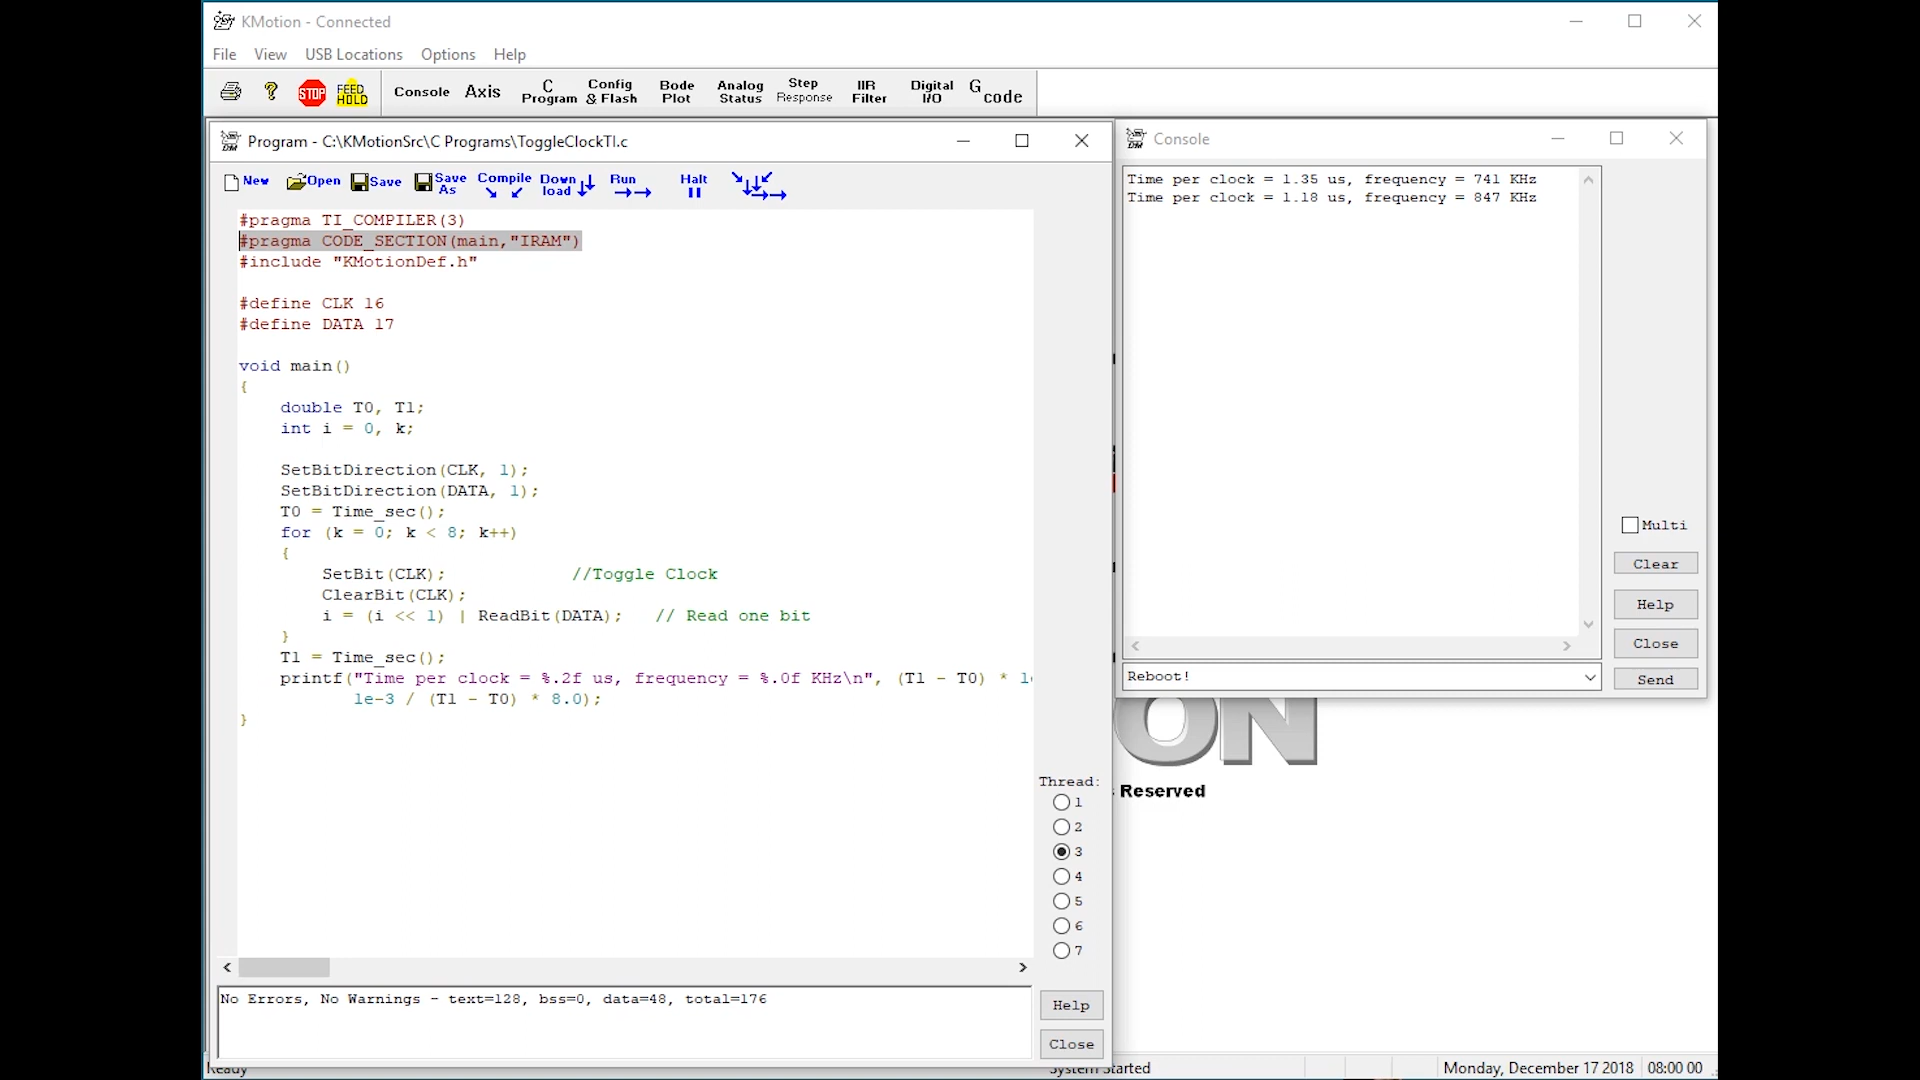 KMotion - Connected
File View USB Locations Options Help
STOP FEED HOLD Console Axis C Program Config & Flash Bode Plot Analog Status Step Response IIR Filter Digital I/O G code
Program - C:\KMotionSrc\C Programs\ToggleClockTI.c
New Open Save Save As Compile Down load Run Halt
#pragma TI_COMPILER(3)
#pragma CODE_SECTION(main,"IRAM")
#include "KMotionDef.h"
#define CLK 16
#define DATA 17
void main()
{
double T0, T1;
int i = 0, k;
SetBitDirection(CLK, 1);
SetBitDirection(DATA, 1);
T0 = Time_sec();
for (k = 0; k < 8; k++)
{
SetBit(CLK); //Toggle Clock
ClearBit(CLK);
i = (i << 1) | ReadBit(DATA); // Read one bit
}
T1 = Time_sec();
printf("Time per clock = %.2f us, frequency = %.0f KHz\n", (T1 - T0) *
1e-3 / (T1 - T0) * 8.0);
}
Thread:
1
2
3
4
5
6
7
No Errors, No Warnings - text=128, bss=0, data=48, total=176
Help
Close
Console
Time per clock = 1.35 us, frequency = 741 KHz
Time per clock = 1.18 us, frequency = 847 KHz
Multi
Clear
Help
Close
Reboot!
Send
ON
Reserved
Ready System Started Monday, December 17 2018 08:00 00